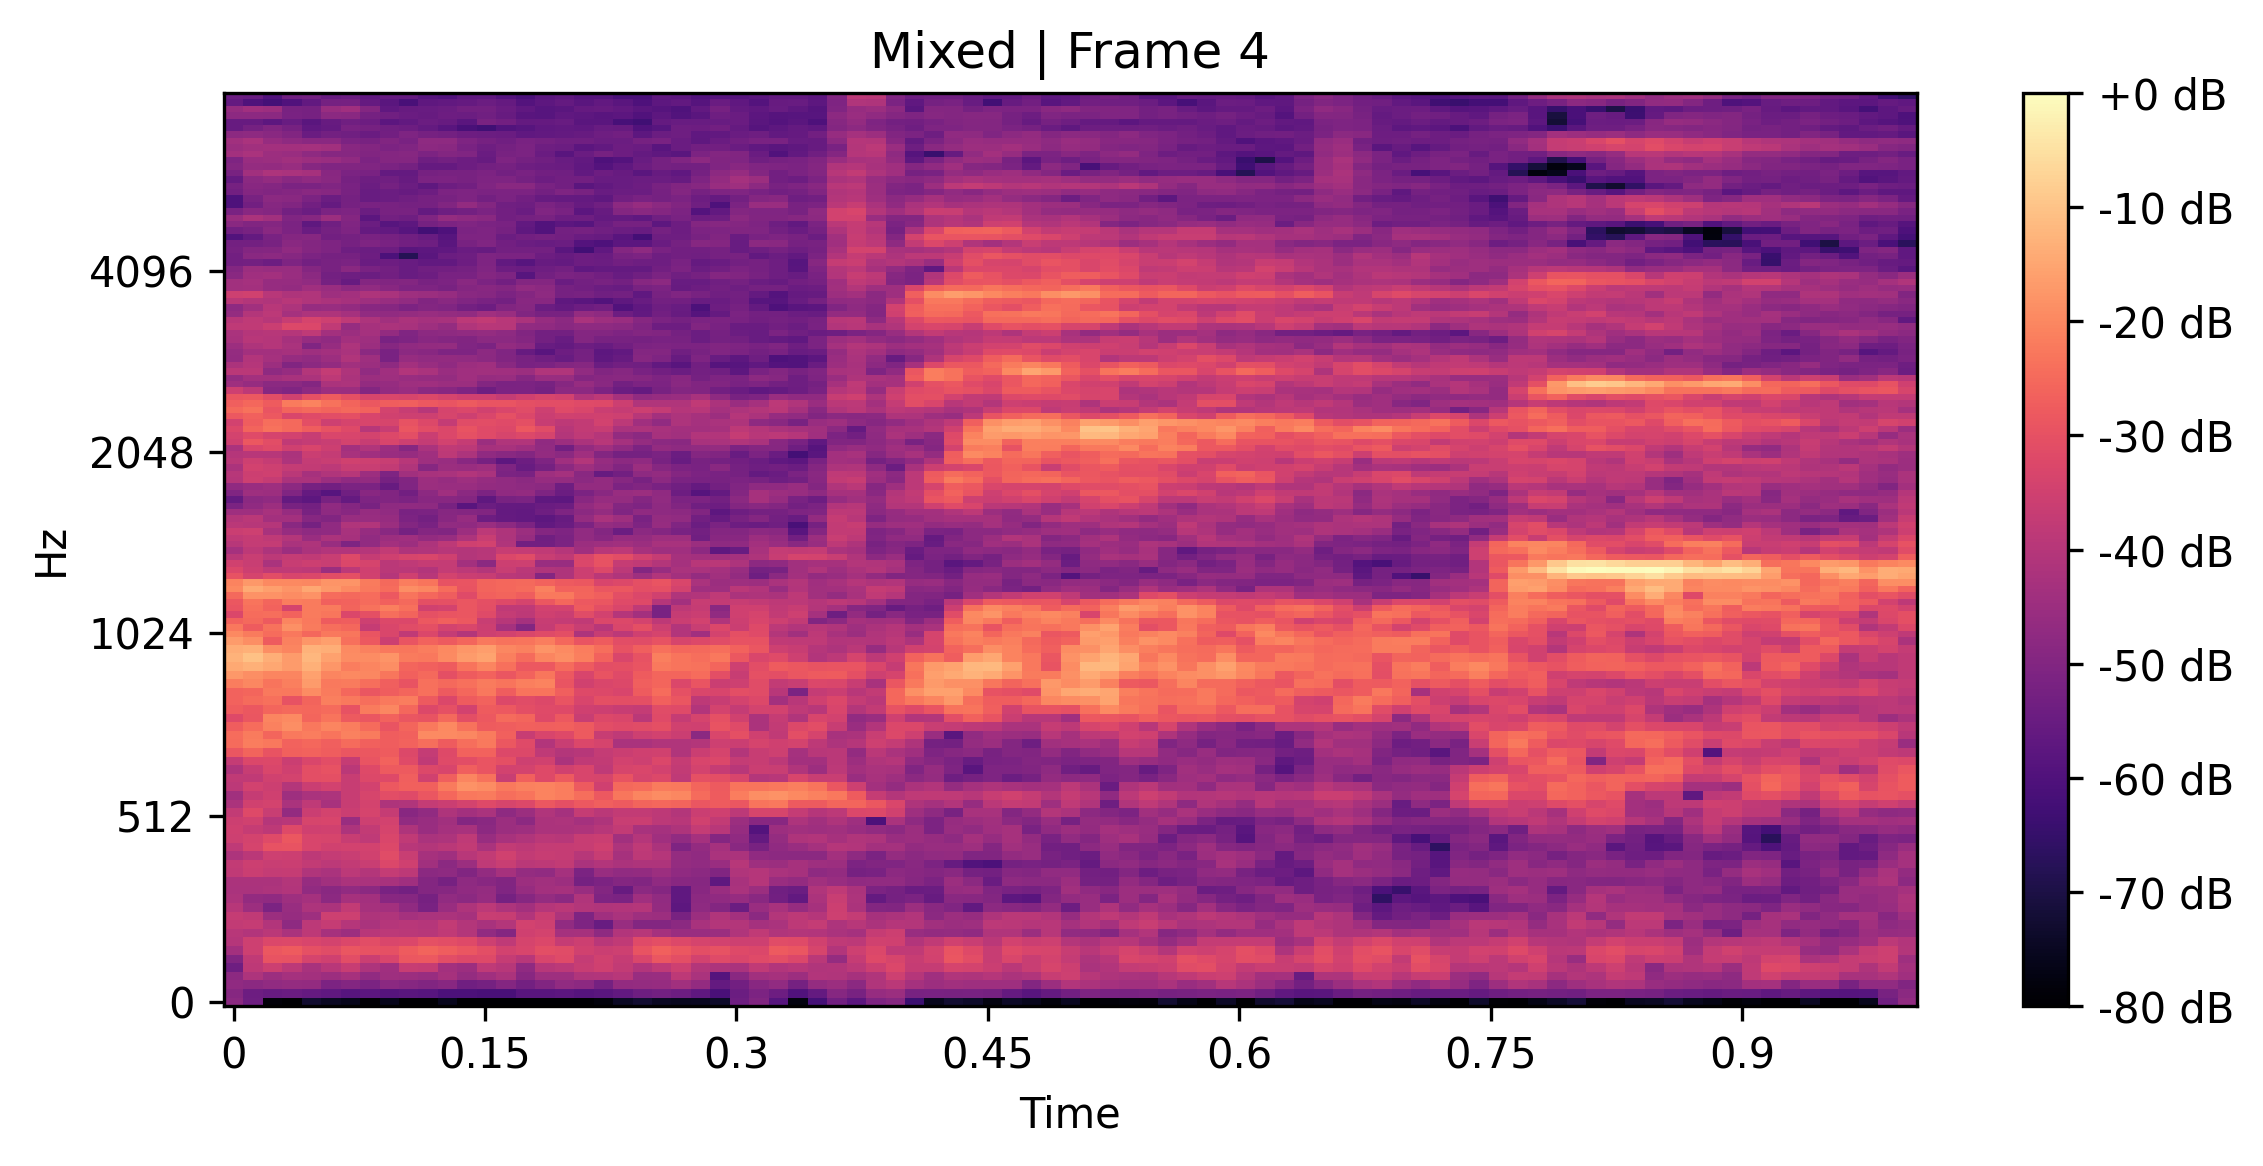 Mixed | Frame 4
Hz
4096
2048
1024
512
0
0 0.15 0.3 0.45 0.6 0.75 0.9
Time
+0 dB
-10 dB
-20 dB
-30 dB
-40 dB
-50 dB
-60 dB
-70 dB
-80 dB